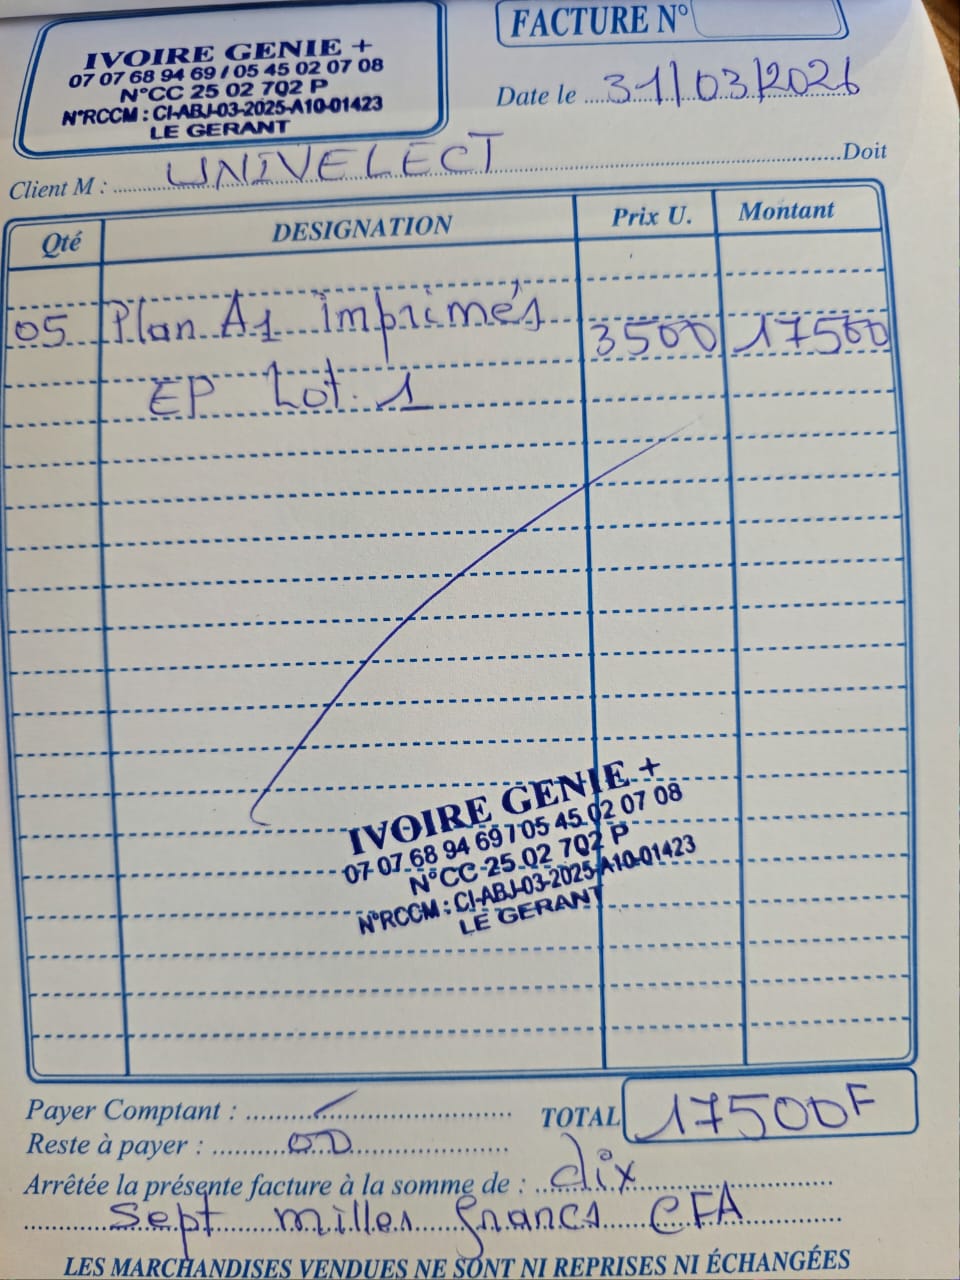 IVOIRE GENIE +
07 07 68 94 69 / 05 45 02 07 08
N°CC 25 02 702 P
N°RCCM : CI-ABJ-03-2025-A10-01423
LE GERANT
FACTURE N°
Date le 31/03/2026
Client M : UNIVELECT Doit
Qté DESIGNATION Prix U. Montant
05 Plan A1 imprimés 3500 17500
EP Lot. 1
IVOIRE GENIE +
07 07 68 94 69 / 05 45 02 07 08
N°CC 25 02 702 P
N°RCCM : CI-ABJ-03-2025-A10-01423
LE GERANT
Payer Comptant :
TOTAL 17500F
Reste à payer : 00
Arrêtée la présente facture à la somme de : dix
Sept milles francs CFA
LES MARCHANDISES VENDUES NE SONT NI REPRISES NI ÉCHANGÉES